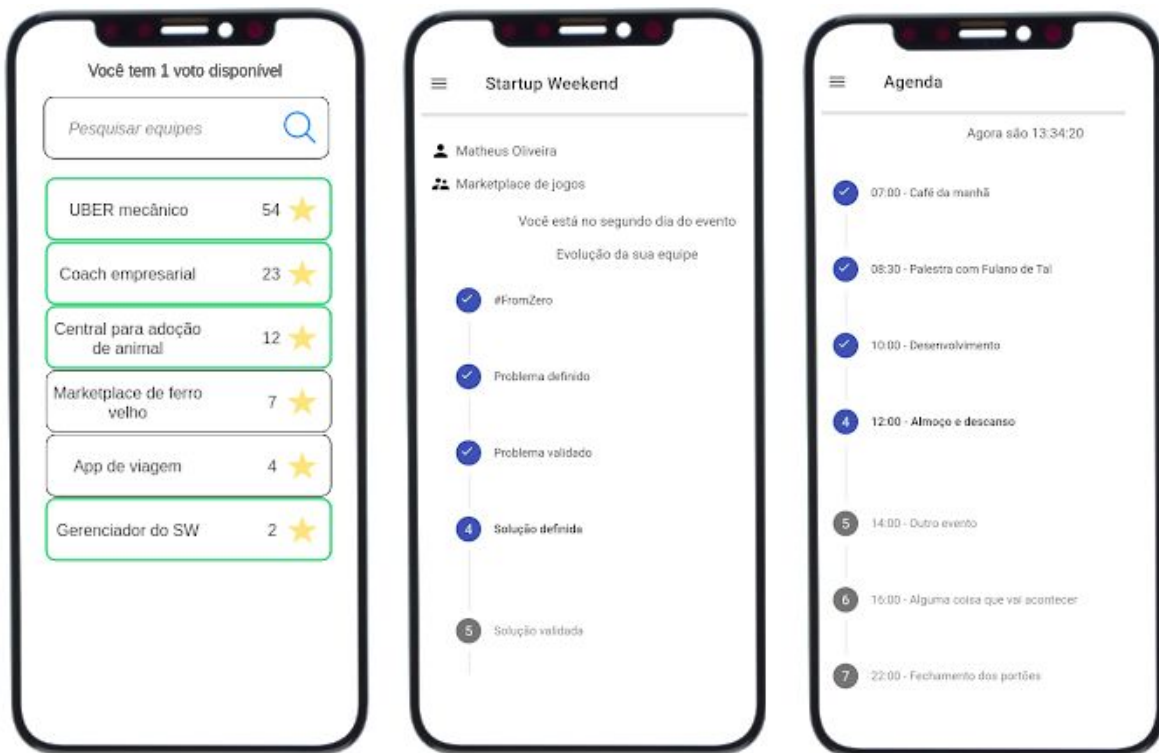 Você tem 1 voto disponível
Pesquisar equipes
UBER mecânico 54
Coach empresarial 23
Central para adoção
de animal 12
Marketplace de ferro
velho 7
App de viagem 4
Gerenciador do SW 2
Startup Weekend
Matheus Oliveira
Marketplace de jogos
Você está no segundo dia do evento
Evolução da sua equipe
#FromZero
Problema definido
Problema validado
4 Solução definida
5 Solução validada
Agenda
Agora são 13:34:20
07:00 - Café da manhã
08:30 - Palestra com Fulano de Tal
10:00 - Desenvolvimento
4 12:00 - Almoço e descanso
5 14:00 - Outro evento
6 16:00 - Alguma coisa que vai acontecer
7 22:00 - Fechamento dos portões